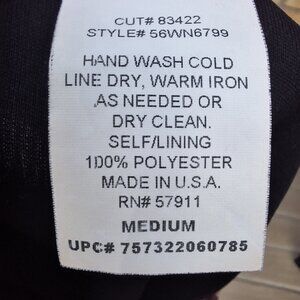 CUT# 83422
STYLE# 56WN6799
HAND WASH COLD
LINE DRY, WARM IRON
AS NEEDED OR
DRY CLEAN.
SELF/LINING
100% POLYESTER
MADE IN U.S.A.
RN# 57911
MEDIUM
UPC# 757322060785